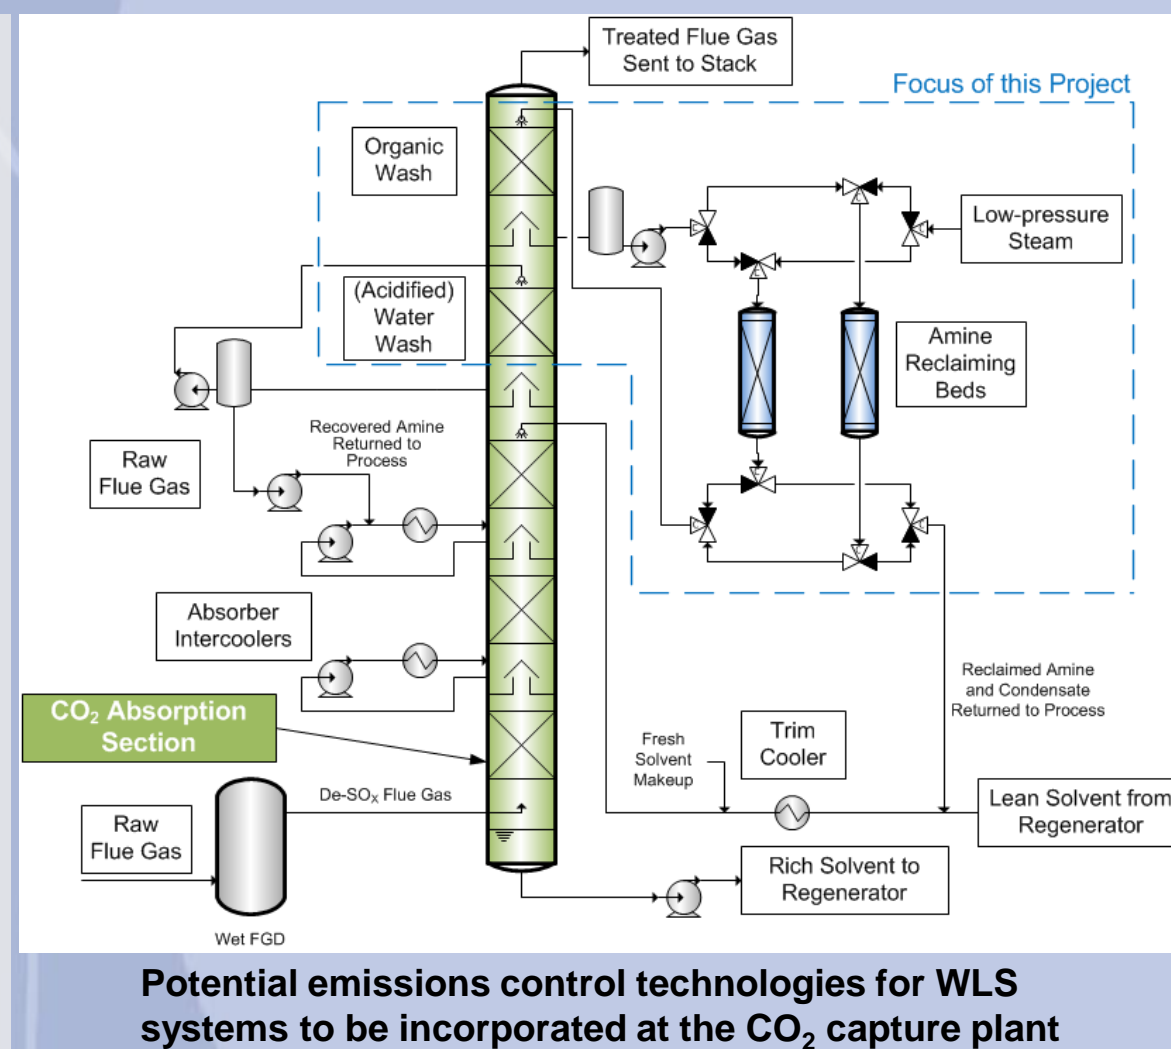 Treated Flue Gas
Sent to Stack
Focus of this Project
Organic
Wash
Low-pressure
Steam
(Acidified)
Water
Wash
Amine
Reclaiming
Beds
Recovered Amine
Returned to
Process
Raw
Flue Gas
Absorber
Intercoolers
Reclaimed Amine
and Condensate
Returned to Process
CO₂ Absorption
Section
Fresh
Solvent
Makeup
Trim
Cooler
De-SOₓ Flue Gas
Lean Solvent from
Regenerator
Raw
Flue Gas
Rich Solvent to
Regenerator
Wet FGD
Potential emissions control technologies for WLS
systems to be incorporated at the CO₂ capture plant